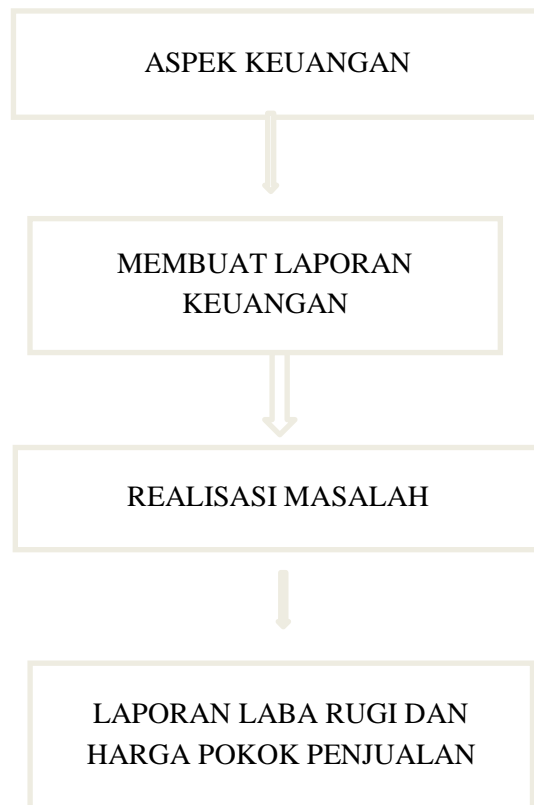 ASPEK KEUANGAN
MEMBUAT LAPORAN
KEUANGAN
REALISASI MASALAH
LAPORAN LABA RUGI DAN
HARGA POKOK PENJUALAN